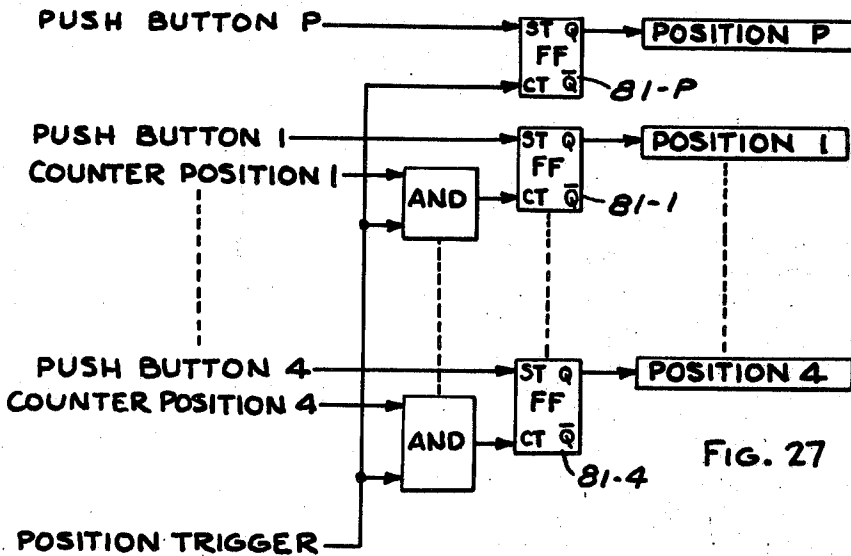 PUSH BUTTON P
ST Q
FF
CT Q̅
81-P
POSITION P
PUSH BUTTON 1
COUNTER POSITION 1
AND
ST Q
FF
CT Q̅
81-1
POSITION 1
PUSH BUTTON 4
COUNTER POSITION 4
AND
ST Q
FF
CT Q̅
81-4
POSITION 4
FIG. 27
POSITION TRIGGER